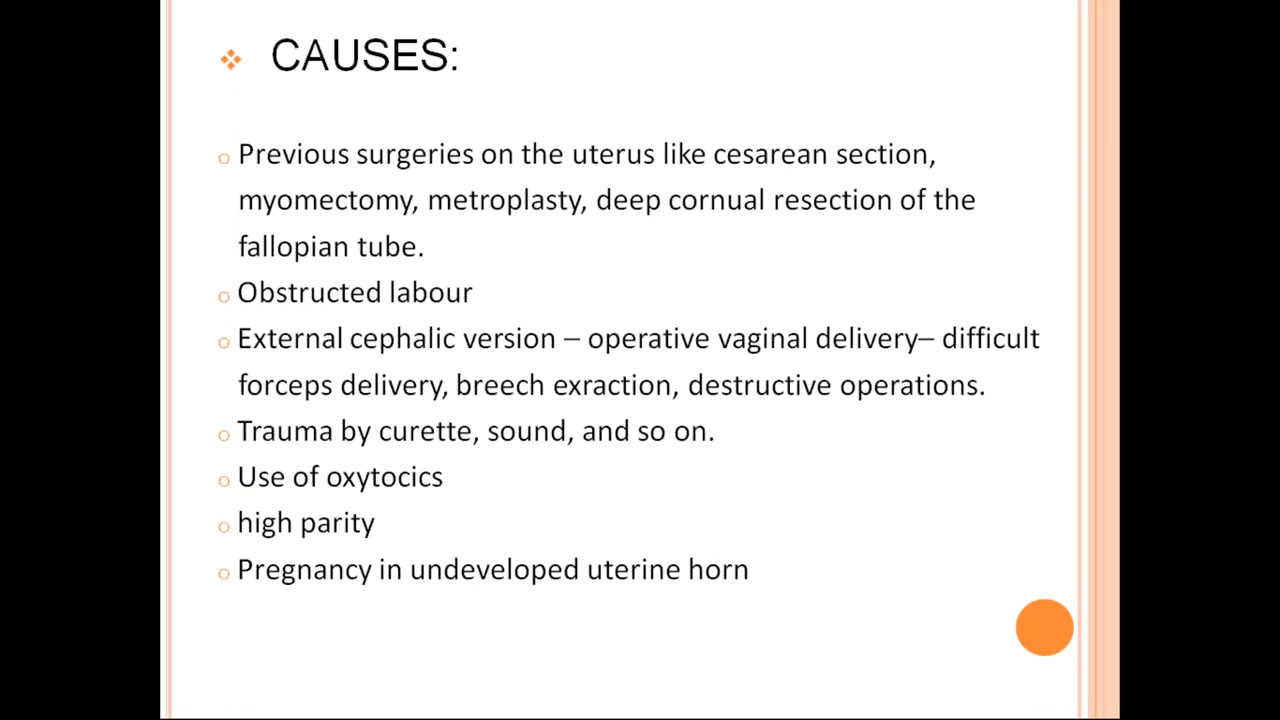 CAUSES:
Previous surgeries on the uterus like cesarean section,
myomectomy, metroplasty, deep cornual resection of the
fallopian tube.
Obstructed labour
External cephalic version – operative vaginal delivery– difficult
forceps delivery, breech exraction, destructive operations.
Trauma by curette, sound, and so on.
Use of oxytocics
high parity
Pregnancy in undeveloped uterine horn